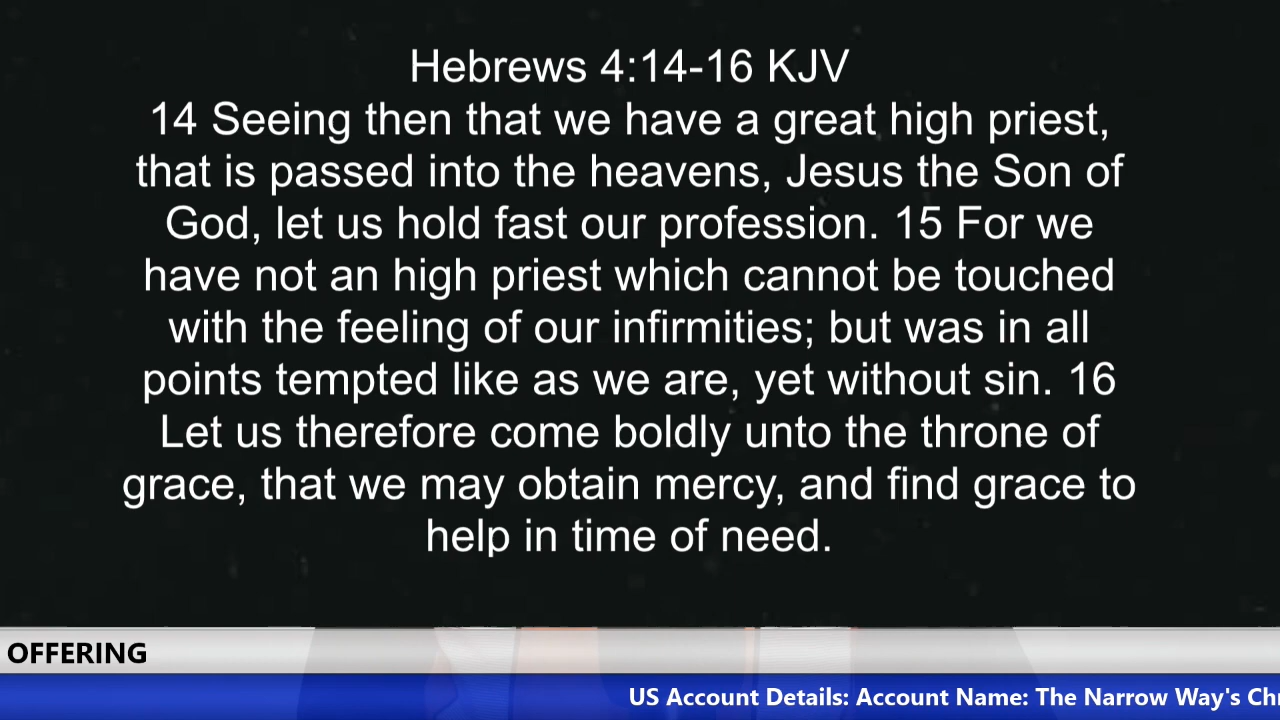 Hebrews 4:14-16 KJV
14 Seeing then that we have a great high priest,
that is passed into the heavens, Jesus the Son of
God, let us hold fast our profession. 15 For we
have not an high priest which cannot be touched
with the feeling of our infirmities; but was in all
points tempted like as we are, yet without sin. 16
Let us therefore come boldly unto the throne of
grace, that we may obtain mercy, and find grace to
help in time of need.
OFFERING
US Account Details: Account Name: The Narrow Way's